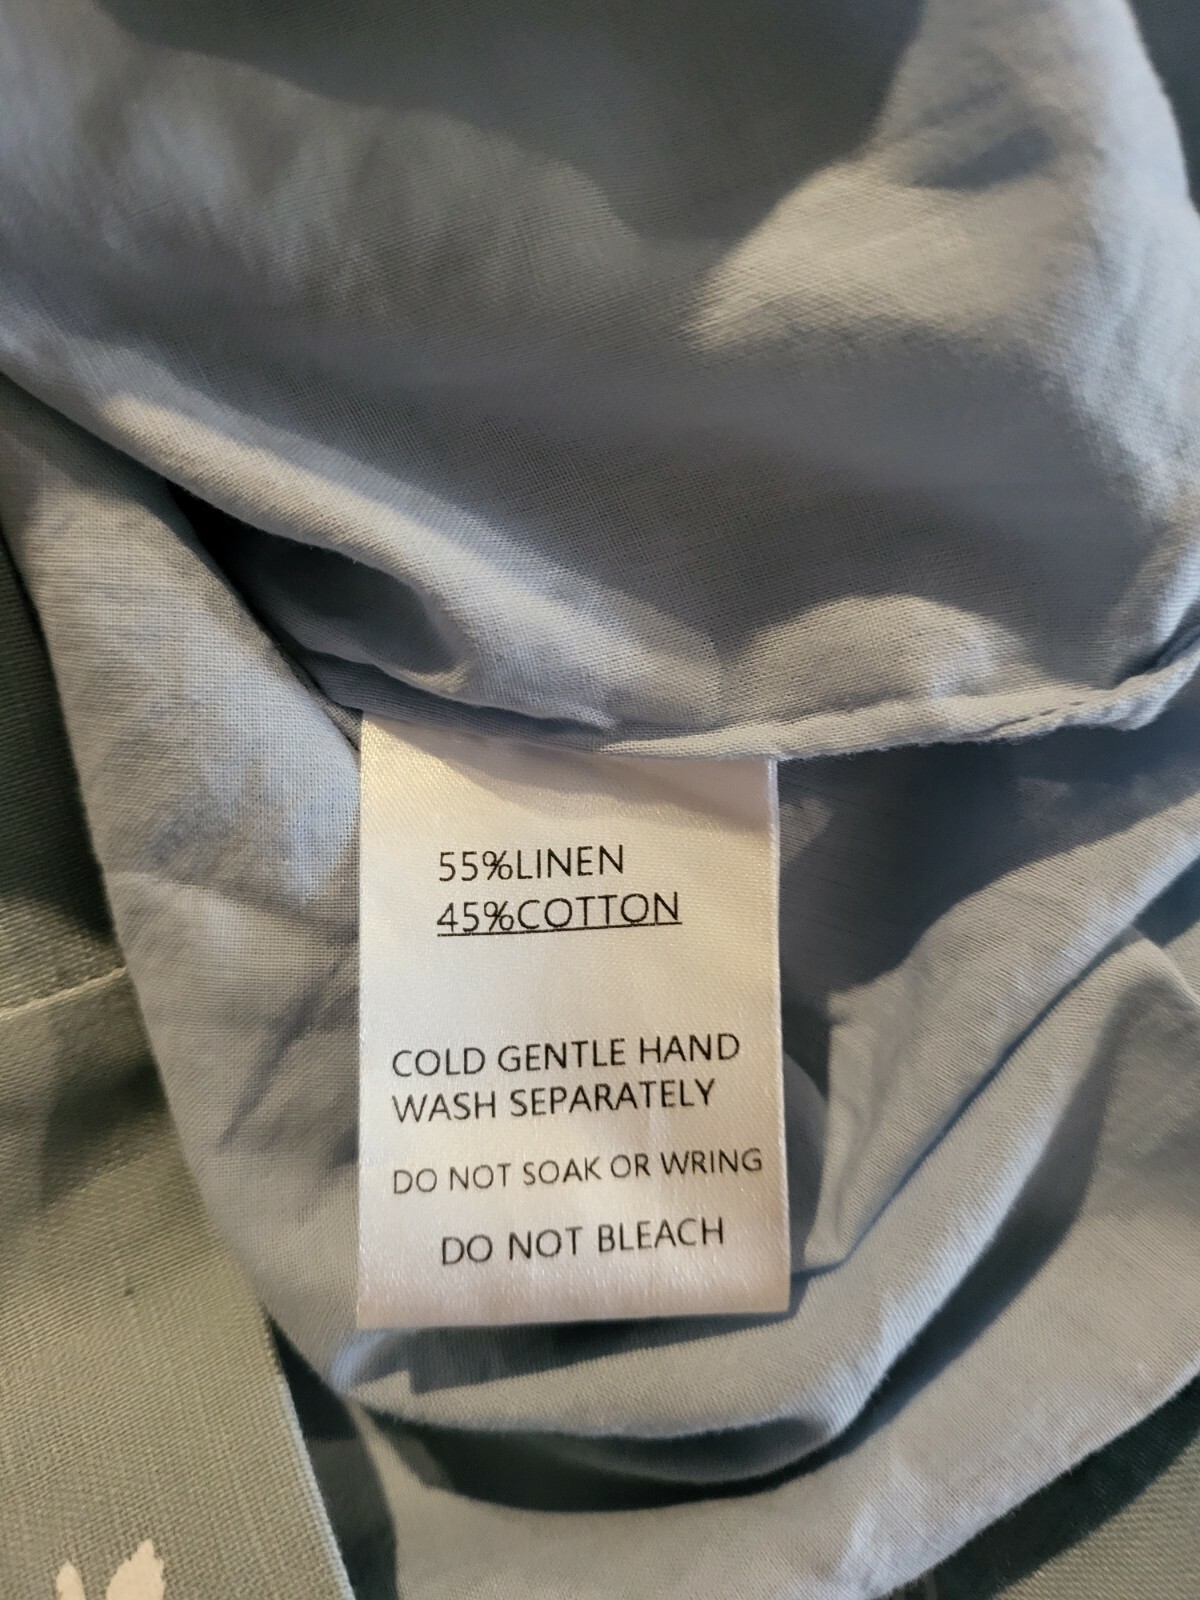 55%LINEN
45%COTTON
COLD GENTLE HAND
WASH SEPARATELY
DO NOT SOAK OR WRING
DO NOT BLEACH